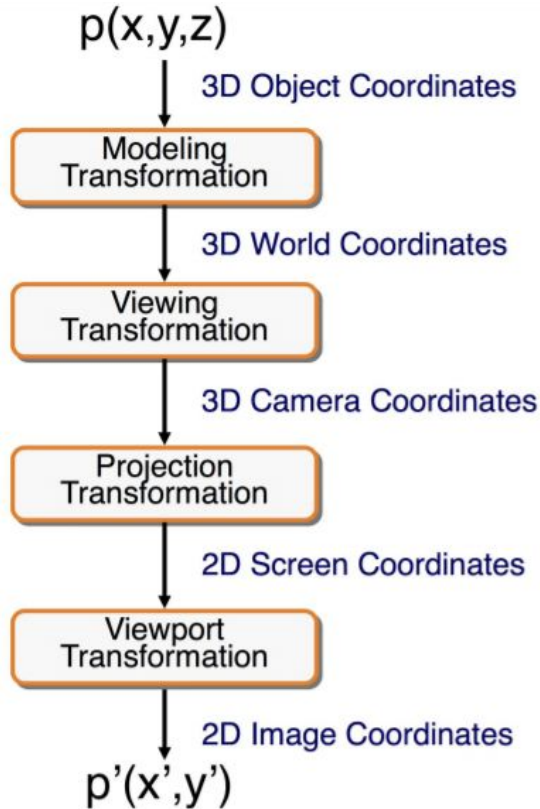 p(x,y,z)
3D Object Coordinates
Modeling
Transformation
3D World Coordinates
Viewing
Transformation
3D Camera Coordinates
Projection
Transformation
2D Screen Coordinates
Viewport
Transformation
2D Image Coordinates
p’(x’,y’)